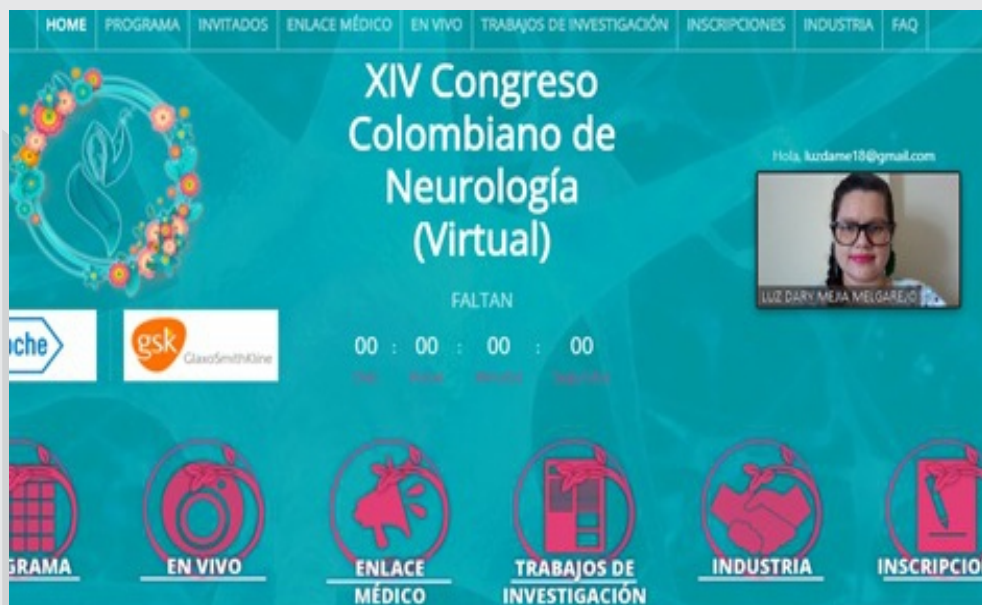 HOME PROGRAMA INVITADOS ENLACE MÉDICO EN VIVO TRABAJOS DE INVESTIGACIÓN INSCRIPCIONES INDUSTRIA FAQ
XIV Congreso
Colombiano de
Neurología
(Virtual)
Hola, luzdame18@gmail.com
LUZ DARY MEJIA MELGAREJO
FALTAN
oche
gsk GlaxoSmithKline
00 : 00 : 00 : 00
GRAMA
EN VIVO
ENLACE
MÉDICO
TRABAJOS DE
INVESTIGACIÓN
INDUSTRIA
INSCRIPCIO